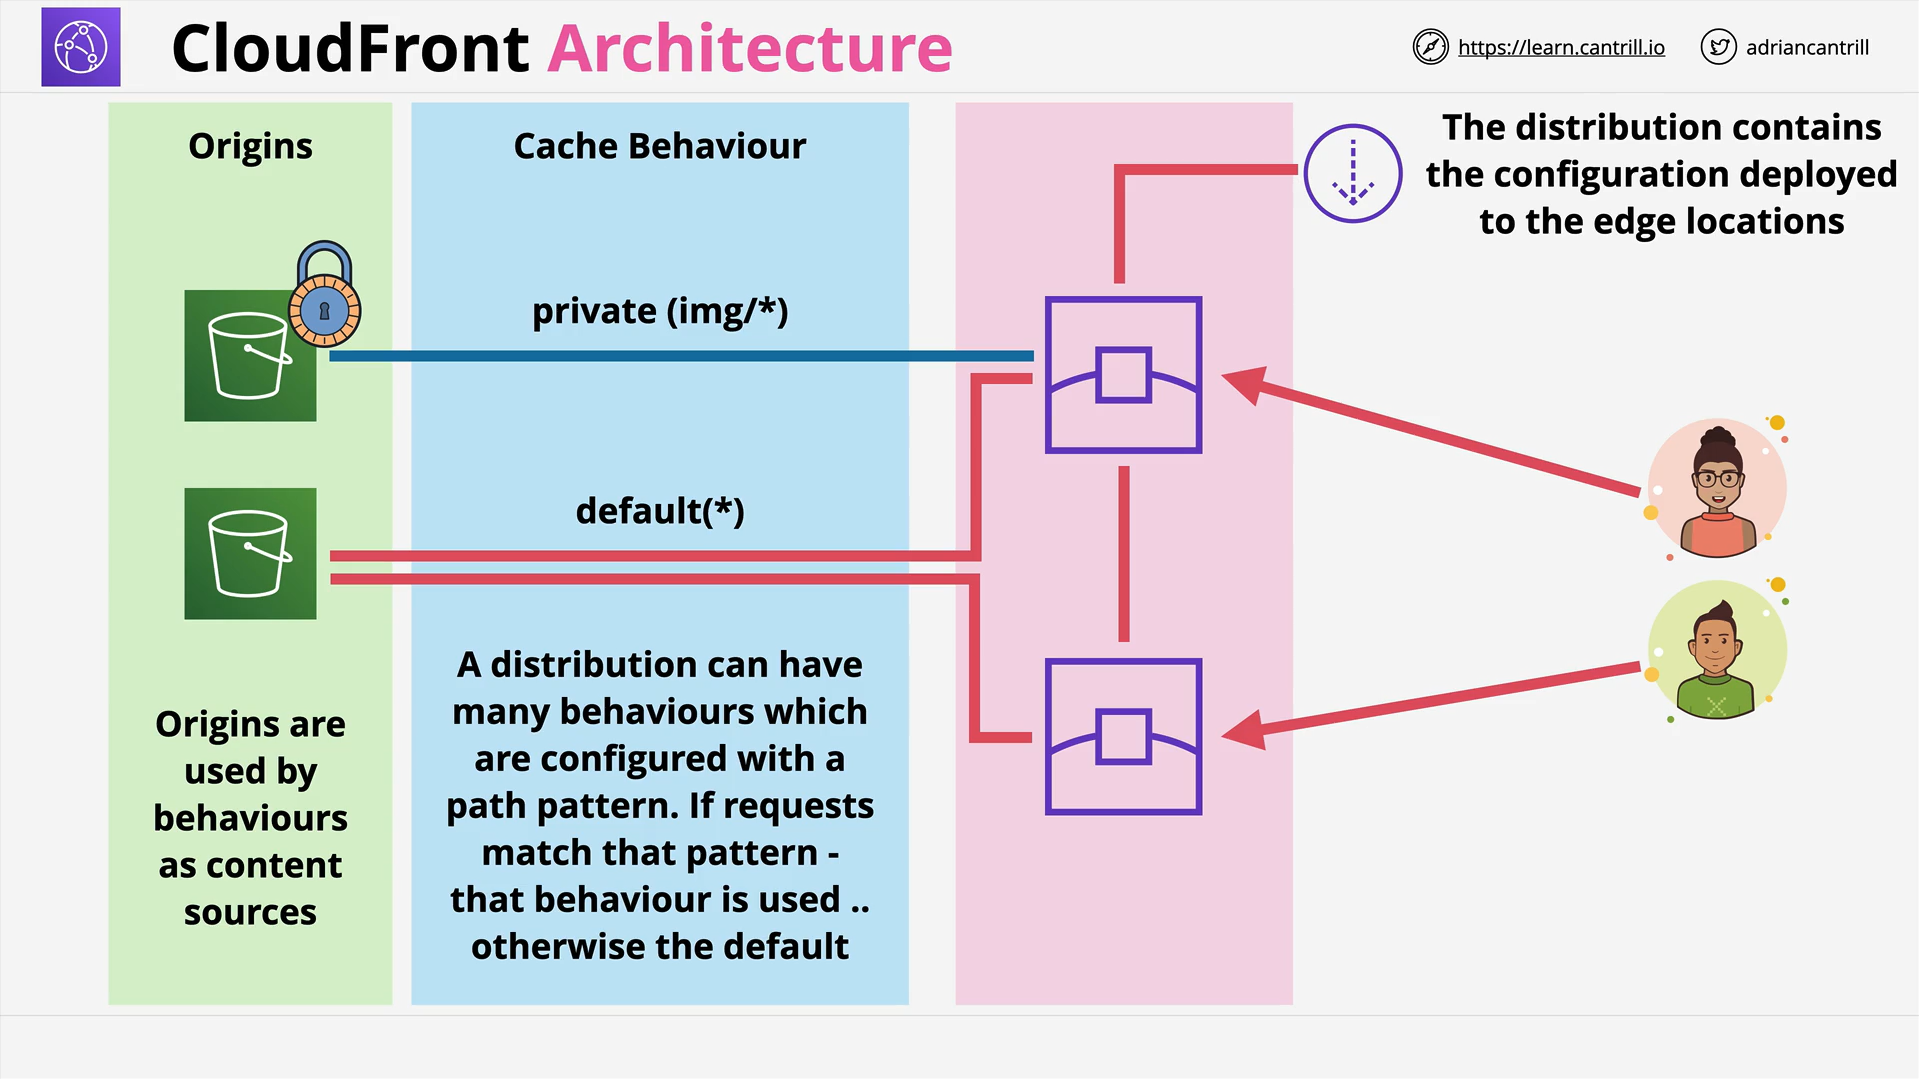 CloudFront Architecture
https://learn.cantrill.io
adriancantrill
Origins
Cache Behaviour
The distribution contains
the configuration deployed
to the edge locations
private (img/*)
default(*)
Origins are
used by
behaviours
as content
sources
A distribution can have
many behaviours which
are configured with a
path pattern. If requests
match that pattern -
that behaviour is used ..
otherwise the default